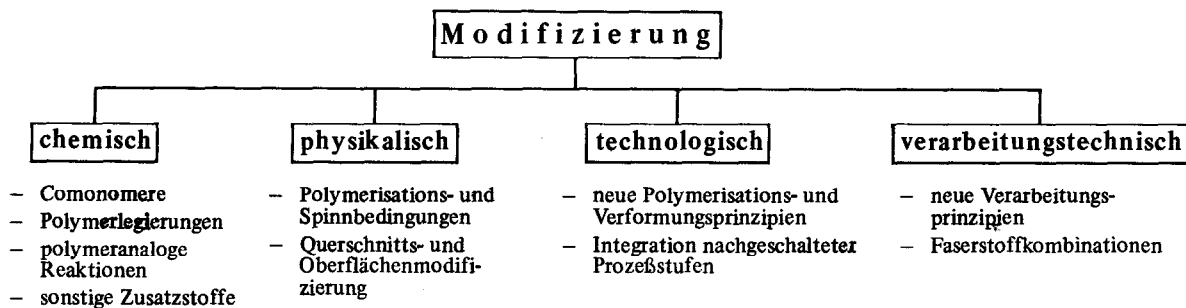 Modifizierung
chemisch
– Comonomere
– Polymerlegierungen
– polymeranaloge
Reaktionen
– sonstige Zusatzstoffe
physikalisch
– Polymerisations- und
Spinnbedingungen
– Querschnitts- und
Oberflächenmodifi-
zierung
technologisch
– neue Polymerisations- und
Verformungsprinzipien
– Integration nachgeschalteter
Prozeßstufen
verarbeitungstechnisch
– neue Verarbeitungs-
prinzipien
– Faserstoffkombinationen